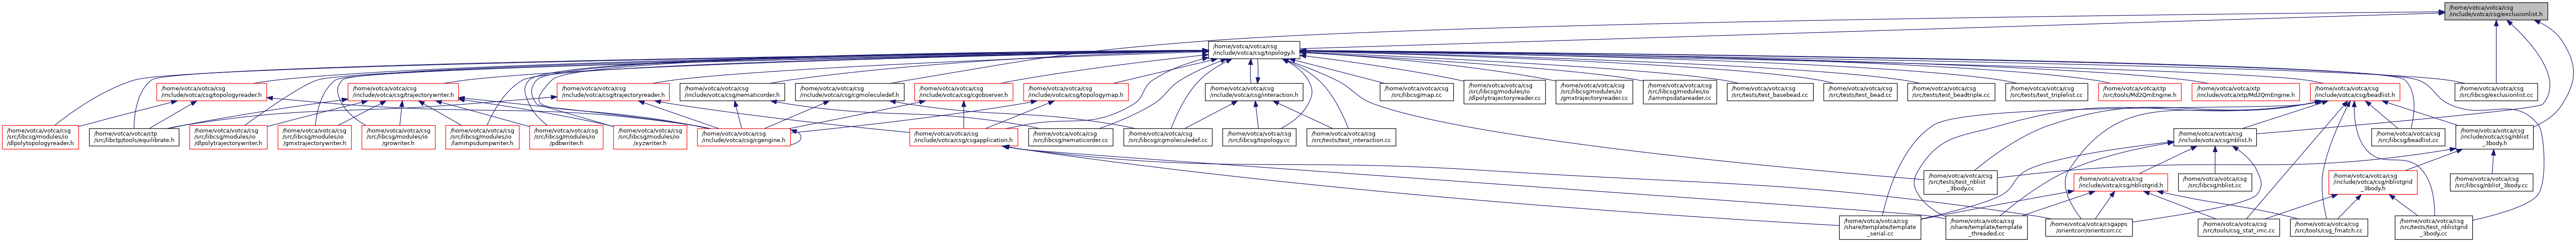 /home/votca/votca/csg
/include/votca/csg/exclusionlist.h
/home/votca/votca/csg
/include/votca/csg/topology.h
/home/votca/votca/csg
/include/votca/csg/topologyreader.h
/home/votca/votca/csg
/include/votca/csg/trajectorywriter.h
/home/votca/votca/csg
/include/votca/csg/trajectoryreader.h
/home/votca/votca/csg
/include/votca/csg/nematicorder.h
/home/votca/votca/csg
/include/votca/csg/cgmoleculedef.h
/home/votca/votca/csg
/include/votca/csg/cgobserver.h
/home/votca/votca/csg
/include/votca/csg/topologymap.h
/home/votca/votca/csg
/include/votca/csg/interaction.h
/home/votca/votca/csg
/src/libcsg/map.cc
/home/votca/votca/csg
/src/libcsg/modules/io
/dlpolytrajectoryreader.cc
/home/votca/votca/csg
/src/libcsg/modules/io
/gmxtrajectoryreader.cc
/home/votca/votca/csg
/src/libcsg/modules/io
/lammpsdatareader.cc
/home/votca/votca/csg
/src/tests/test_basebead.cc
/home/votca/votca/csg
/src/tests/test_bead.cc
/home/votca/votca/csg
/src/tests/test_beadtriple.cc
/home/votca/votca/csg
/src/tests/test_triplelist.cc
/home/votca/votca/ctp
/src/tools/Md2QmEngine.h
/home/votca/votca/xtp
/include/votca/xtp/Md2QmEngine.h
/home/votca/votca/csg
/include/votca/csg/beadlist.h
/home/votca/votca/csg
/src/libcsg/exclusionlist.cc
/home/votca/votca/csg
/src/libcsg/modules/io
/dlpolytopologyreader.h
/home/votca/votca/ctp
/src/libctp/tools/equilibrate.h
/home/votca/votca/csg
/src/libcsg/modules/io
/dlpolytrajectorywriter.h
/home/votca/votca/csg
/src/libcsg/modules/io
/gmxtrajectorywriter.h
/home/votca/votca/csg
/src/libcsg/modules/io
/growriter.h
/home/votca/votca/csg
/src/libcsg/modules/io
/lammpsdumpwriter.h
/home/votca/votca/csg
/src/libcsg/modules/io
/pdbwriter.h
/home/votca/votca/csg
/src/libcsg/modules/io
/xyzwriter.h
/home/votca/votca/csg
/include/votca/csg/cgengine.h
/home/votca/votca/csg
/include/votca/csg/csgapplication.h
/home/votca/votca/csg
/src/libcsg/nematicorder.cc
/home/votca/votca/csg
/src/libcsg/cgmoleculedef.cc
/home/votca/votca/csg
/src/libcsg/topology.cc
/home/votca/votca/csg
/src/tests/test_interaction.cc
/home/votca/votca/csg
/include/votca/csg/nblist.h
/home/votca/votca/csg
/src/libcsg/beadlist.cc
/home/votca/votca/csg
/include/votca/csg/nblist
_3body.h
/home/votca/votca/csg
/src/tests/test_nblist
_3body.cc
/home/votca/votca/csg
/include/votca/csg/nblistgrid.h
/home/votca/votca/csg
/src/libcsg/nblist.cc
/home/votca/votca/csg
/include/votca/csg/nblistgrid
_3body.h
/home/votca/votca/csg
/src/libcsg/nblist_3body.cc
/home/votca/votca/csg
/share/template/template
_serial.cc
/home/votca/votca/csg
/share/template/template
_threaded.cc
/home/votca/votca/csgapps
/orientcorr/orientcorr.cc
/home/votca/votca/csg
/src/tools/csg_stat_imc.cc
/home/votca/votca/csg
/src/tools/csg_fmatch.cc
/home/votca/votca/csg
/src/tests/test_nblistgrid
_3body.cc